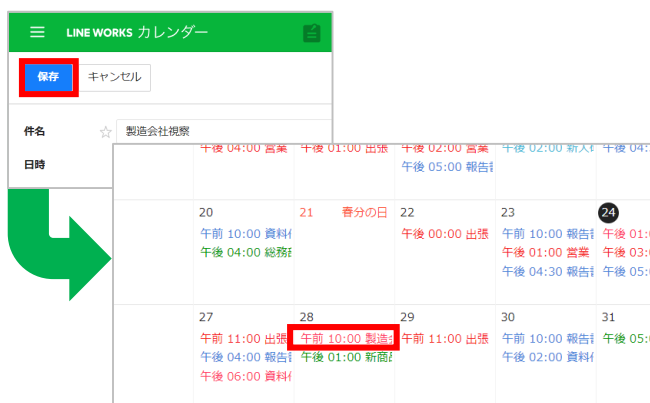 LINE WORKS カレンダー
保存 キャンセル
件名 ☆ 製造会社視察
日時
午後 04:00 営業 午後 01:00 出張 午後 02:00 営業 午後 02:00 新人 午後 04:
午後 05:00 報告
20 21 春分の日 22 23 24
午前 10:00 資料 午後 00:00 出張 午前 10:00 報告 午後 01:
午後 04:00 総務 午後 01:00 営業 午後 03:
午後 04:30 報告 午後 05:
27 28 29 30 31
午前 11:00 出張 午前 10:00 製造 午前 11:00 出張 午前 10:00 報告 午後 05:
午後 04:00 報告 午後 01:00 新商 午後 02:00 資料
午後 06:00 資料